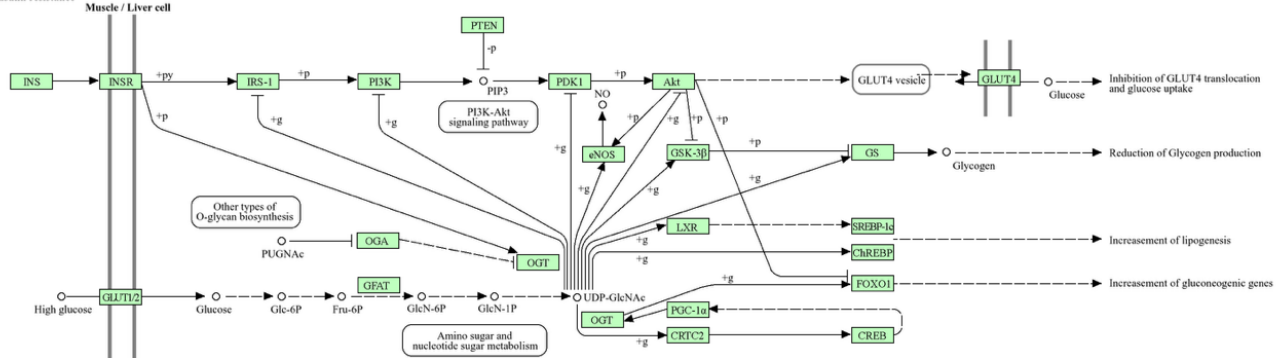 Muscle / Liver cell
PTEN
-p
INS
INSR
+py
IRS-1
+p
PI3K
PIP3
PDK1
+p
Akt
GLUT4 vesicle
GLUT4
Glucose
Inhibition of GLUT4 translocation
and glucose uptake
+p
+g
+g
PI3K-Akt
signaling pathway
NO
+p
+p
+p
+g
eNOS
GSK-3β
+p
GS
Glycogen
Reduction of Glycogen production
+g
+g
+g
+g
Other types of
O-glycan biosynthesis
PUGNAc
OGA
OGT
LXR
+g
SREBP-1c
+g
ChREBP
Increasement of lipogenesis
High glucose
GLUT1/2
Glucose
Glc-6P
Fru-6P
GFAT
GlcN-6P
GlcN-1P
UDP-GlcNAc
+g
FOXO1
Increasement of gluconeogenic genes
OGT
PGC-1α
Amino sugar and
nucleotide sugar metabolism
+g
CRTC2
CREB